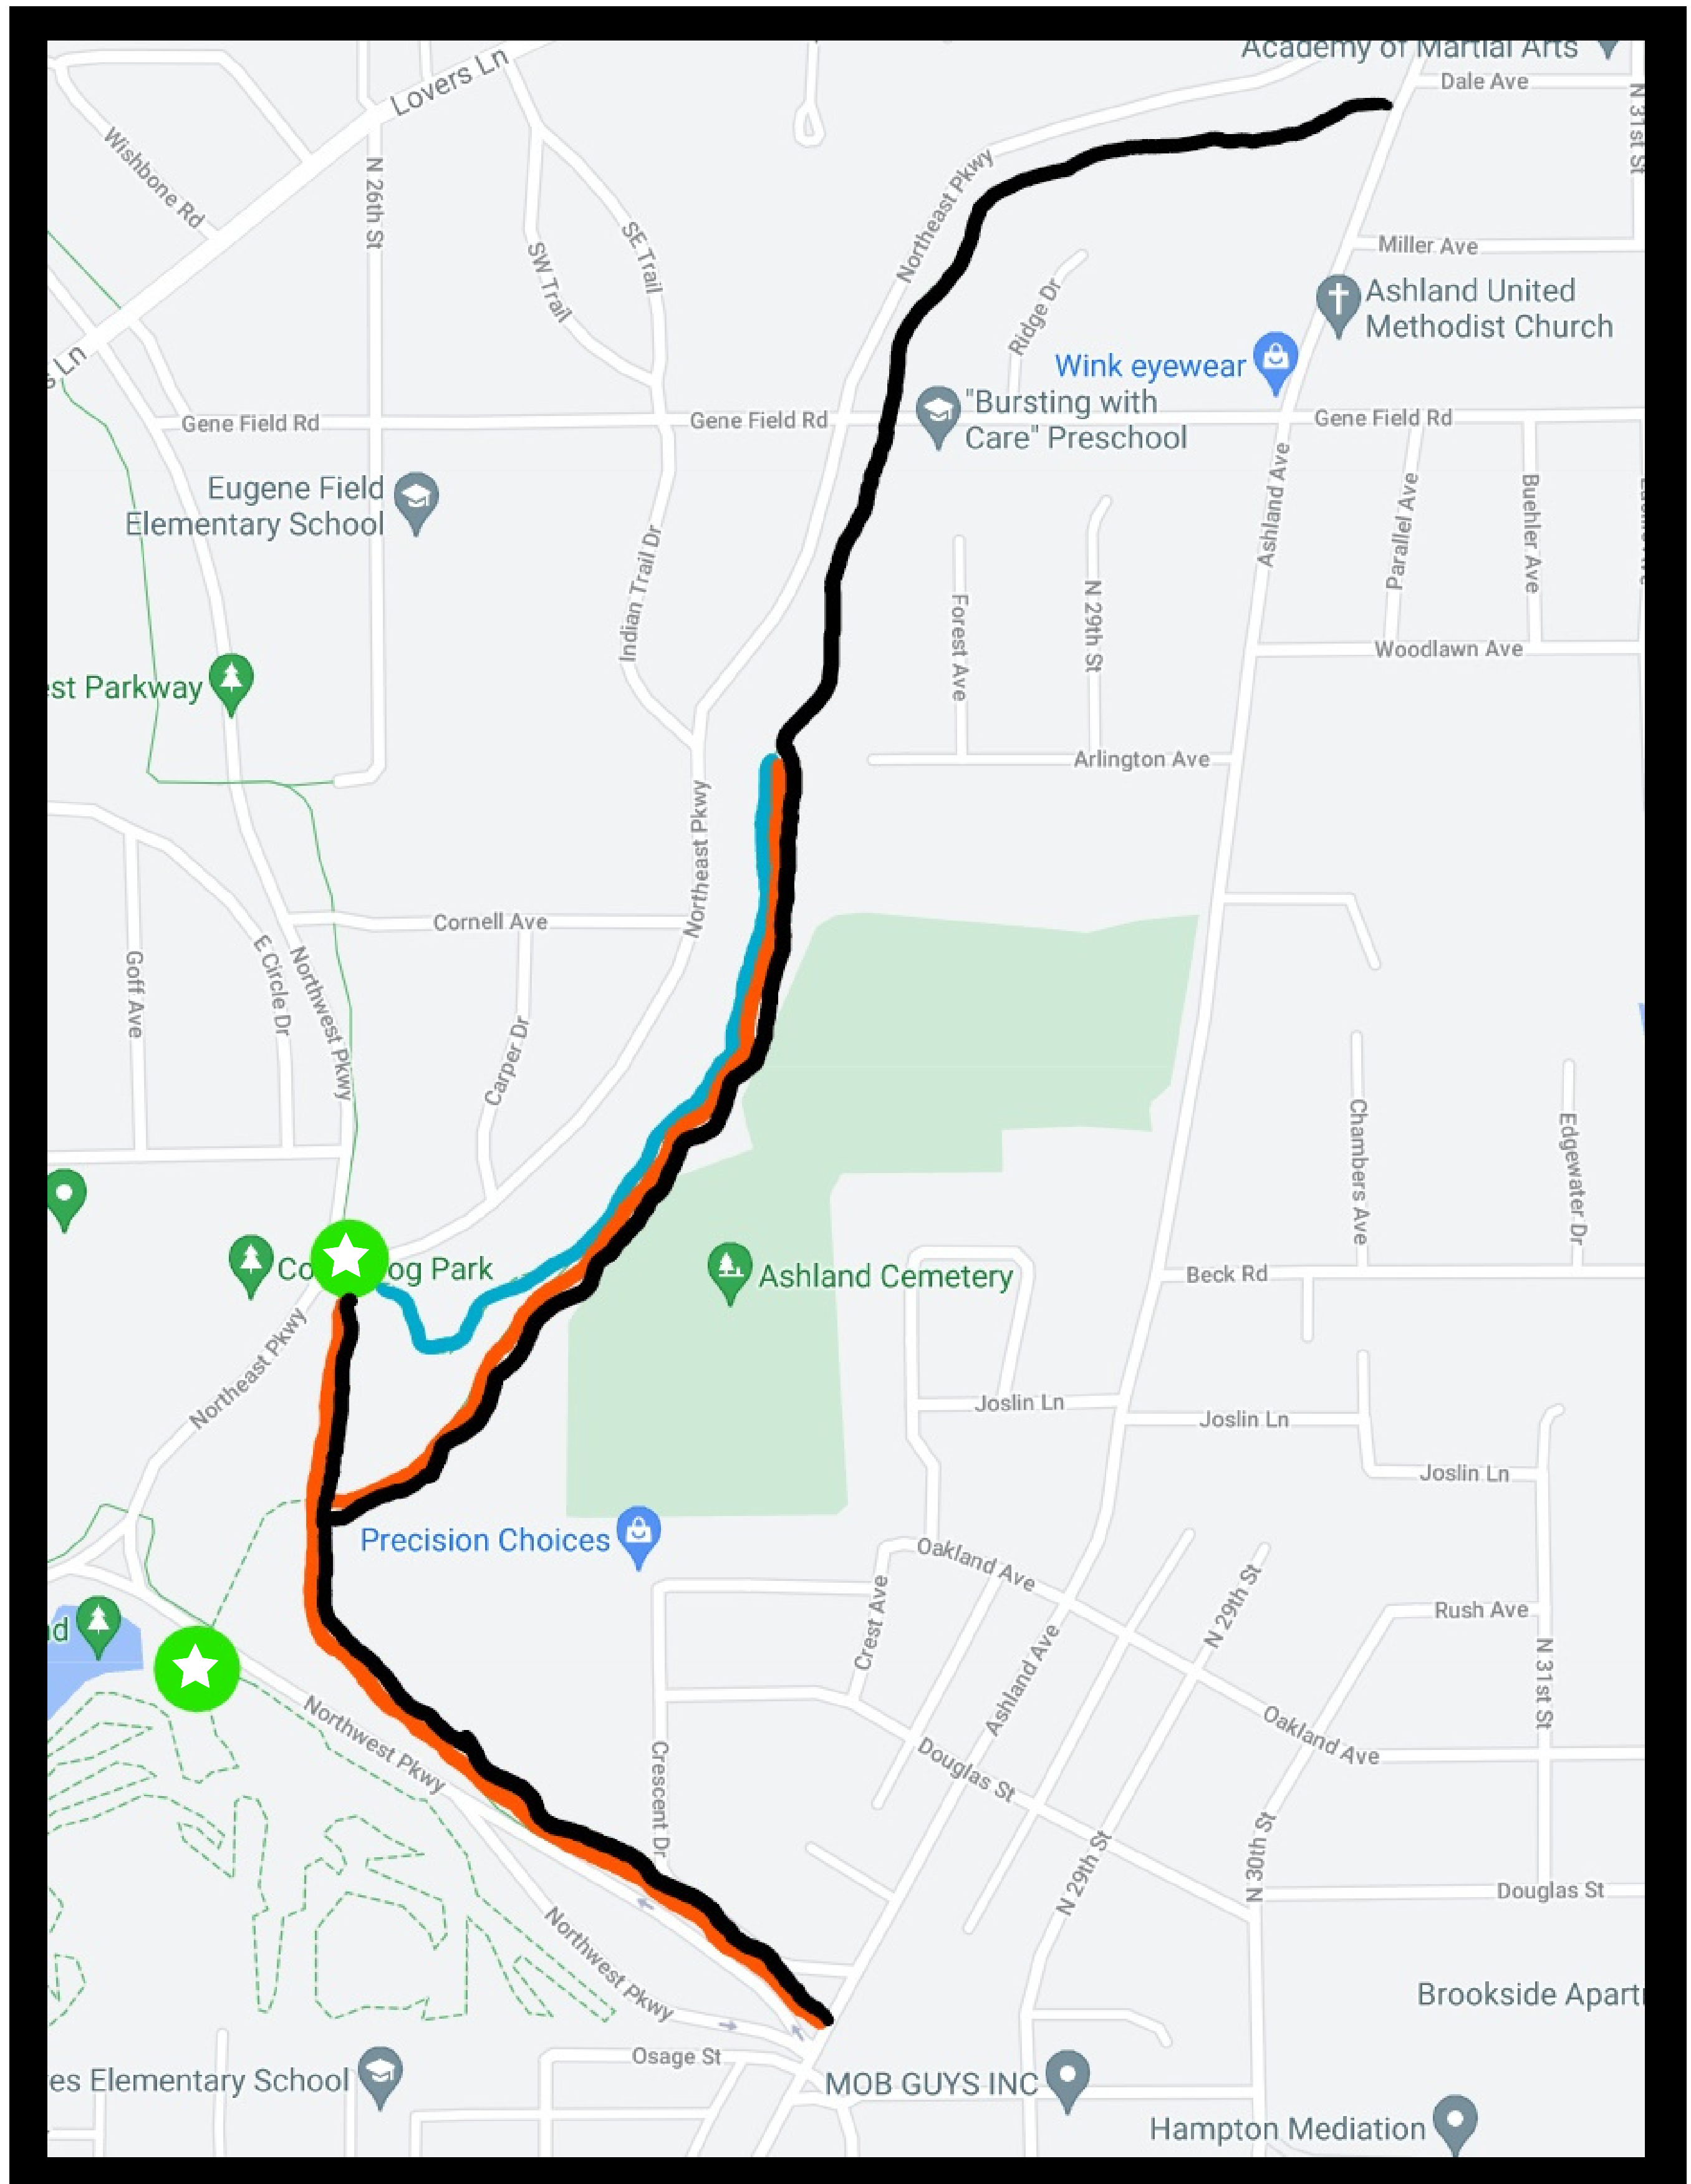 Academy of Martial Arts
Dale Ave
Lovers Ln
N 31st St
Wishbone Rd
N 26th St
Northeast Pkwy
SE Trail
SW Trail
Miller Ave
Ashland United
Methodist Church
Ridge Dr
s Ln
Wink eyewear
"Bursting with
Care" Preschool
Gene Field Rd
Gene Field Rd
Gene Field Rd
Eugene Field
Elementary School
Ashland Ave
Parallel Ave
Buehler Ave
Indian Trail Dr
Forest Ave
N 29th St
Woodlawn Ave
st Parkway
Arlington Ave
Northeast Pkwy
Cornell Ave
Goff Ave
E Circle Dr
Northwest Pkwy
Carper Dr
Chambers Ave
Edgewater Dr
Co
og Park
Ashland Cemetery
Beck Rd
Northeast Pkwy
Joslin Ln
Joslin Ln
Joslin Ln
Precision Choices
Oakland Ave
Crest Ave
N 29th St
Rush Ave
nd
Ashland Ave
N 31st St
Northwest Pkwy
Oakland Ave
Crescent Dr
Douglas St
N 29th St
N 30th St
Douglas St
Northwest Pkwy
Brookside Apart
Osage St
es Elementary School
MOB GUYS INC
Hampton Mediation